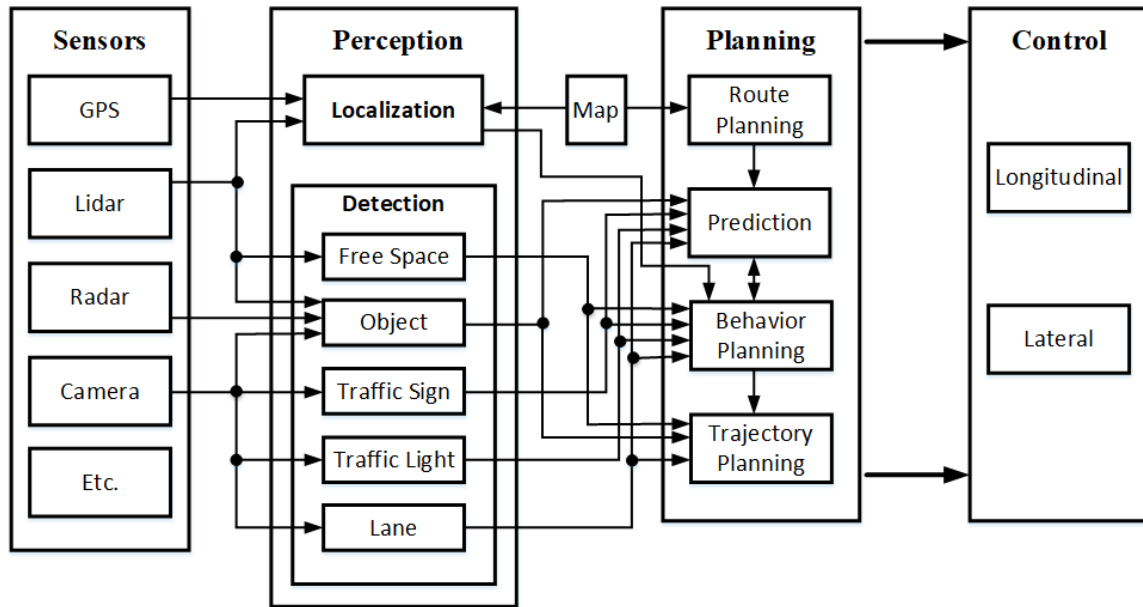 Sensors
GPS
Lidar
Radar
Camera
Etc.
Perception
Localization
Detection
Free Space
Object
Traffic Sign
Traffic Light
Lane
Map
Planning
Route
Planning
Prediction
Behavior
Planning
Trajectory
Planning
Control
Longitudinal
Lateral